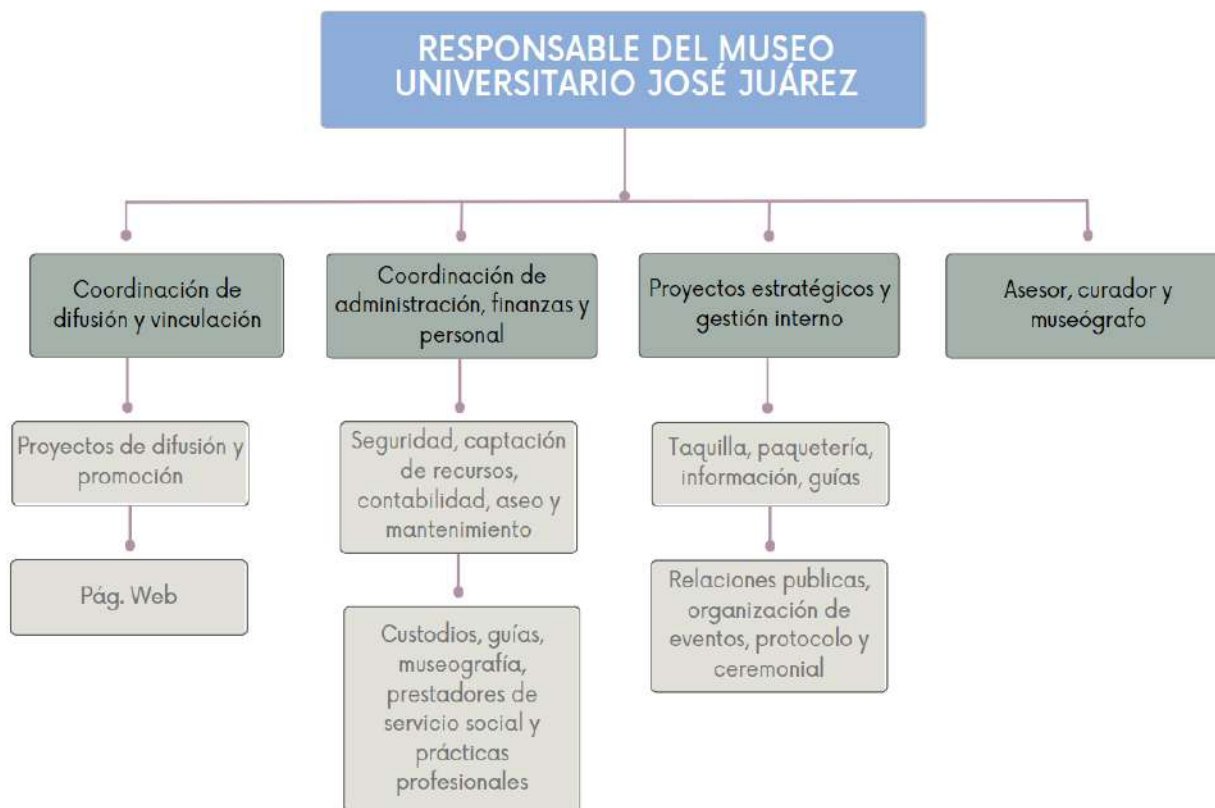 RESPONSABLE DEL MUSEO
UNIVERSITARIO JOSÉ JUÁREZ
Coordinación de
difusión y vinculación
Coordinación de
administración, finanzas y
personal
Proyectos estratégicos y
gestión interno
Asesor, curador y
museógrafo
Proyectos de difusión y
promoción
Seguridad, captación
de recursos,
contabilidad, aseo y
mantenimiento
Taquilla, paquetería,
información, guías
Pág. Web
Custodios, guías,
museografía,
prestadores de
servicio social y
prácticas
profesionales
Relaciones publicas,
organización de
eventos, protocolo y
ceremonial